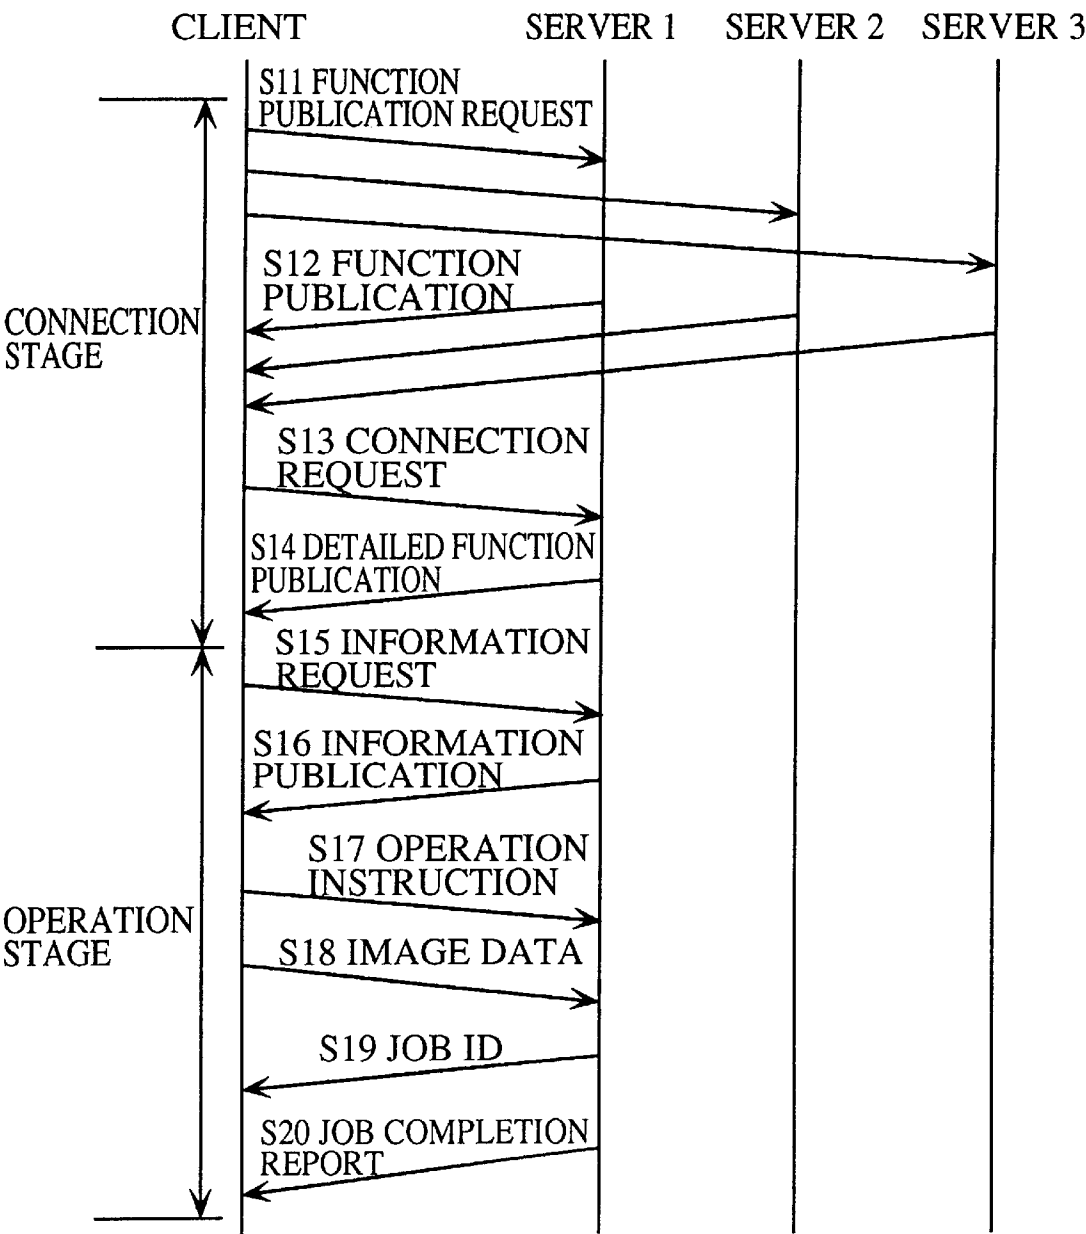 CLIENT SERVER 1 SERVER 2 SERVER 3
S11 FUNCTION
PUBLICATION REQUEST
S12 FUNCTION
PUBLICATION
CONNECTION
STAGE
S13 CONNECTION
REQUEST
S14 DETAILED FUNCTION
PUBLICATION
S15 INFORMATION
REQUEST
S16 INFORMATION
PUBLICATION
S17 OPERATION
INSTRUCTION
OPERATION
STAGE
S18 IMAGE DATA
S19 JOB ID
S20 JOB COMPLETION
REPORT